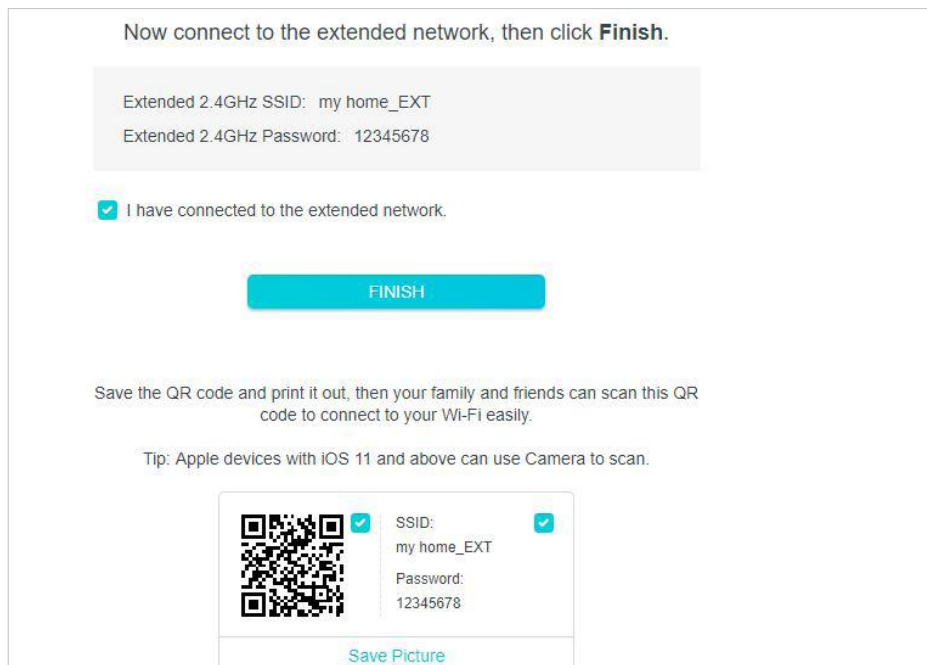 Now connect to the extended network, then click Finish.
Extended 2.4GHz SSID: my home_EXT
Extended 2.4GHz Password: 12345678
I have connected to the extended network.
FINISH
Save the QR code and print it out, then your family and friends can scan this QR
code to connect to your Wi-Fi easily.
Tip: Apple devices with iOS 11 and above can use Camera to scan.
SSID:
my home_EXT
Password:
12345678
Save Picture